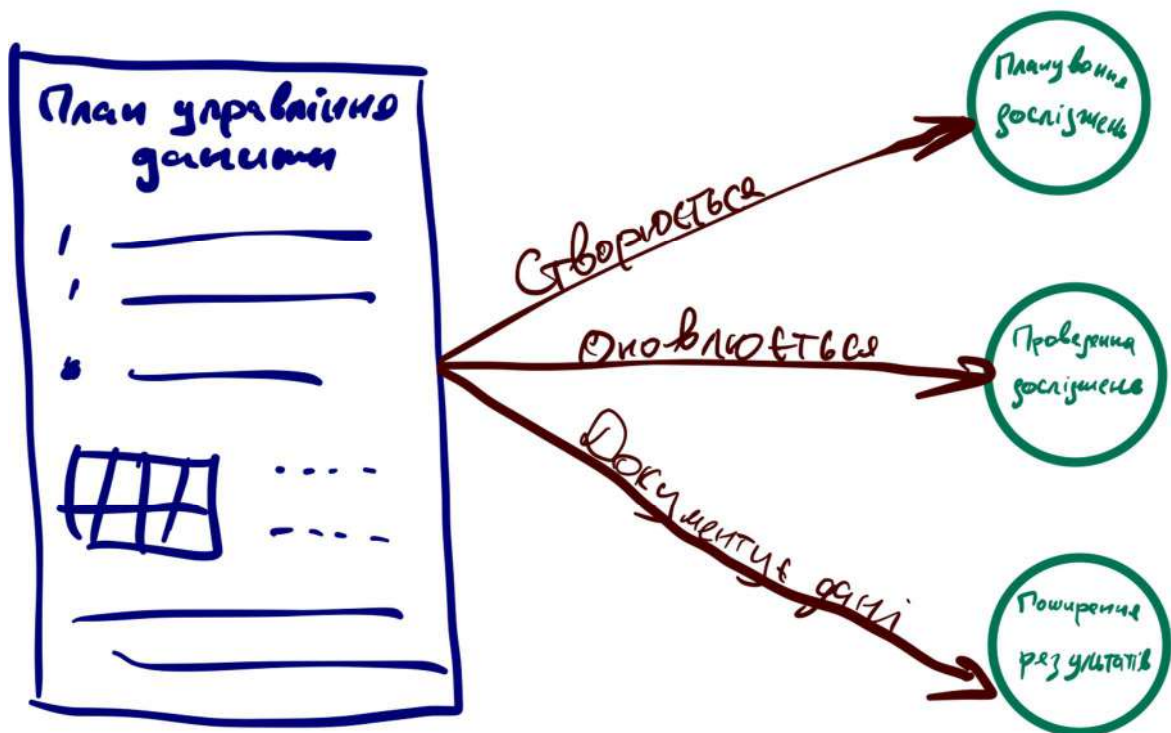 План управління
даними
Створюється
Планування
досліджень
Оновлюється
Проведення
досліджень
Документує дані
Поширення
результатів